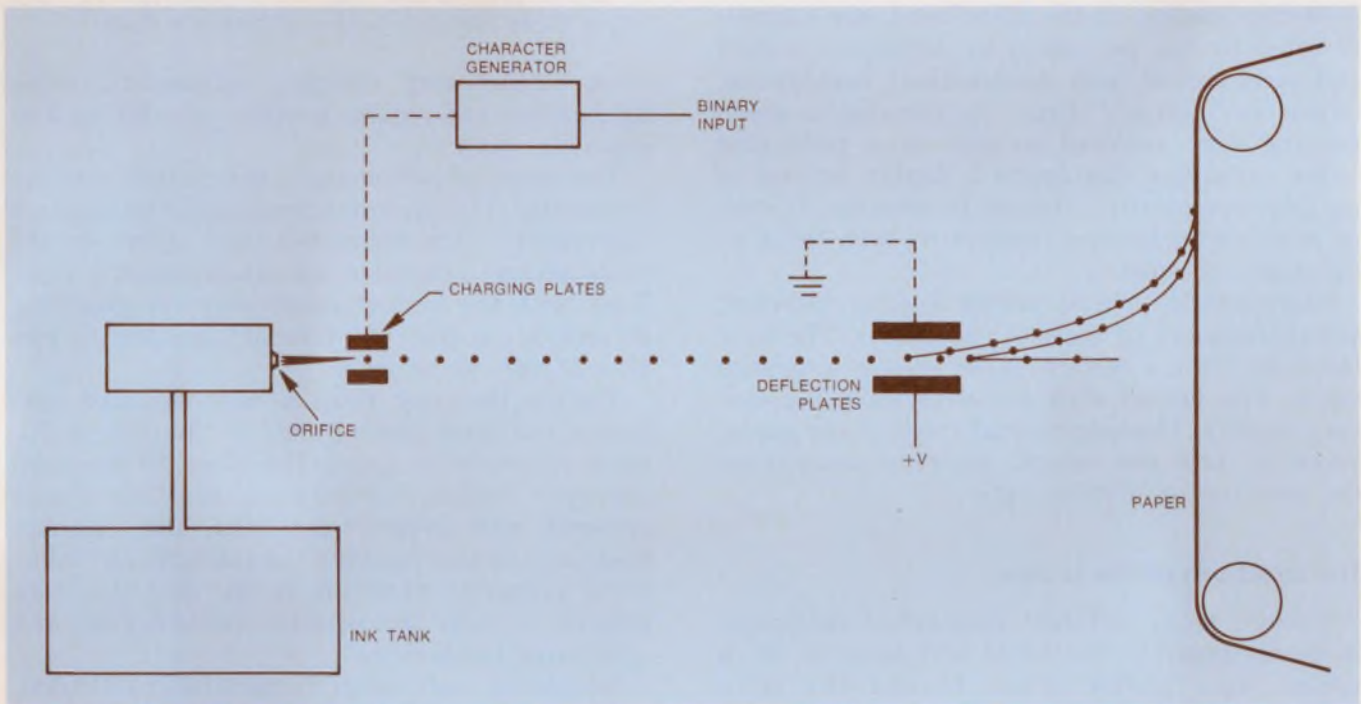 CHARACTER
GENERATOR
BINARY
INPUT
CHARGING PLATES
ORIFICE
DEFLECTION
PLATES
+V
PAPER
INK TANK